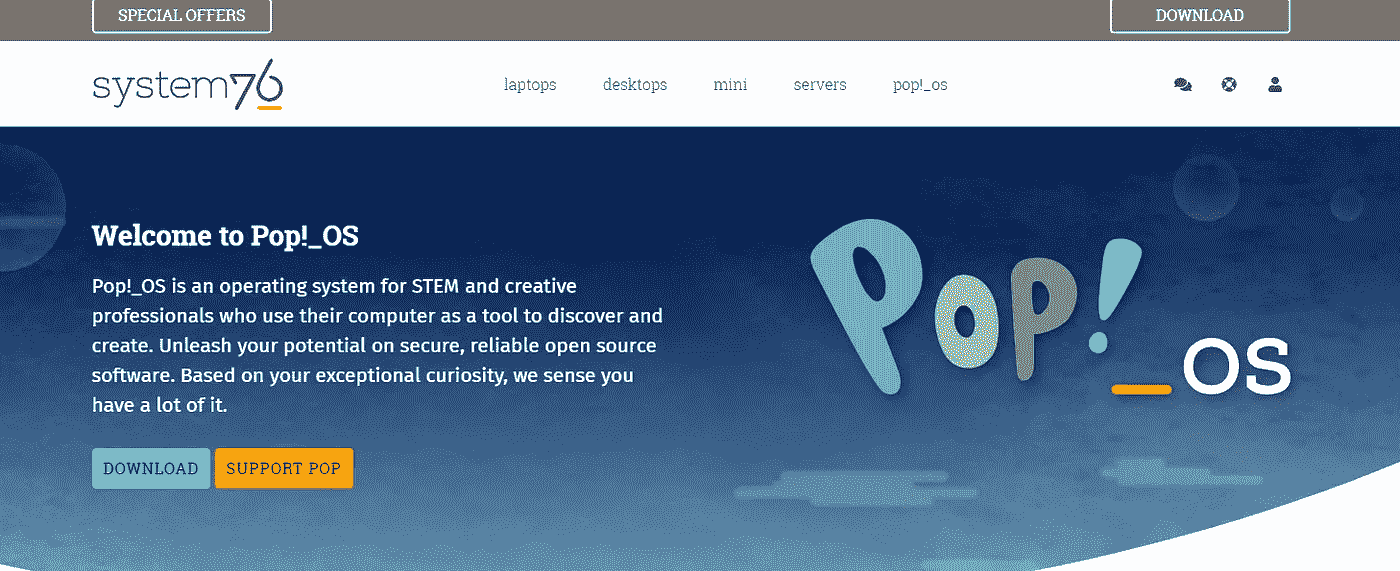 SPECIAL OFFERS
DOWNLOAD
system76
laptops
desktops
mini
servers
pop!_os
Welcome to Pop!_OS
Pop!_OS is an operating system for STEM and creative
professionals who use their computer as a tool to discover and
create. Unleash your potential on secure, reliable open source
software. Based on your exceptional curiosity, we sense you
have a lot of it.
DOWNLOAD
SUPPORT POP
Pop!_OS